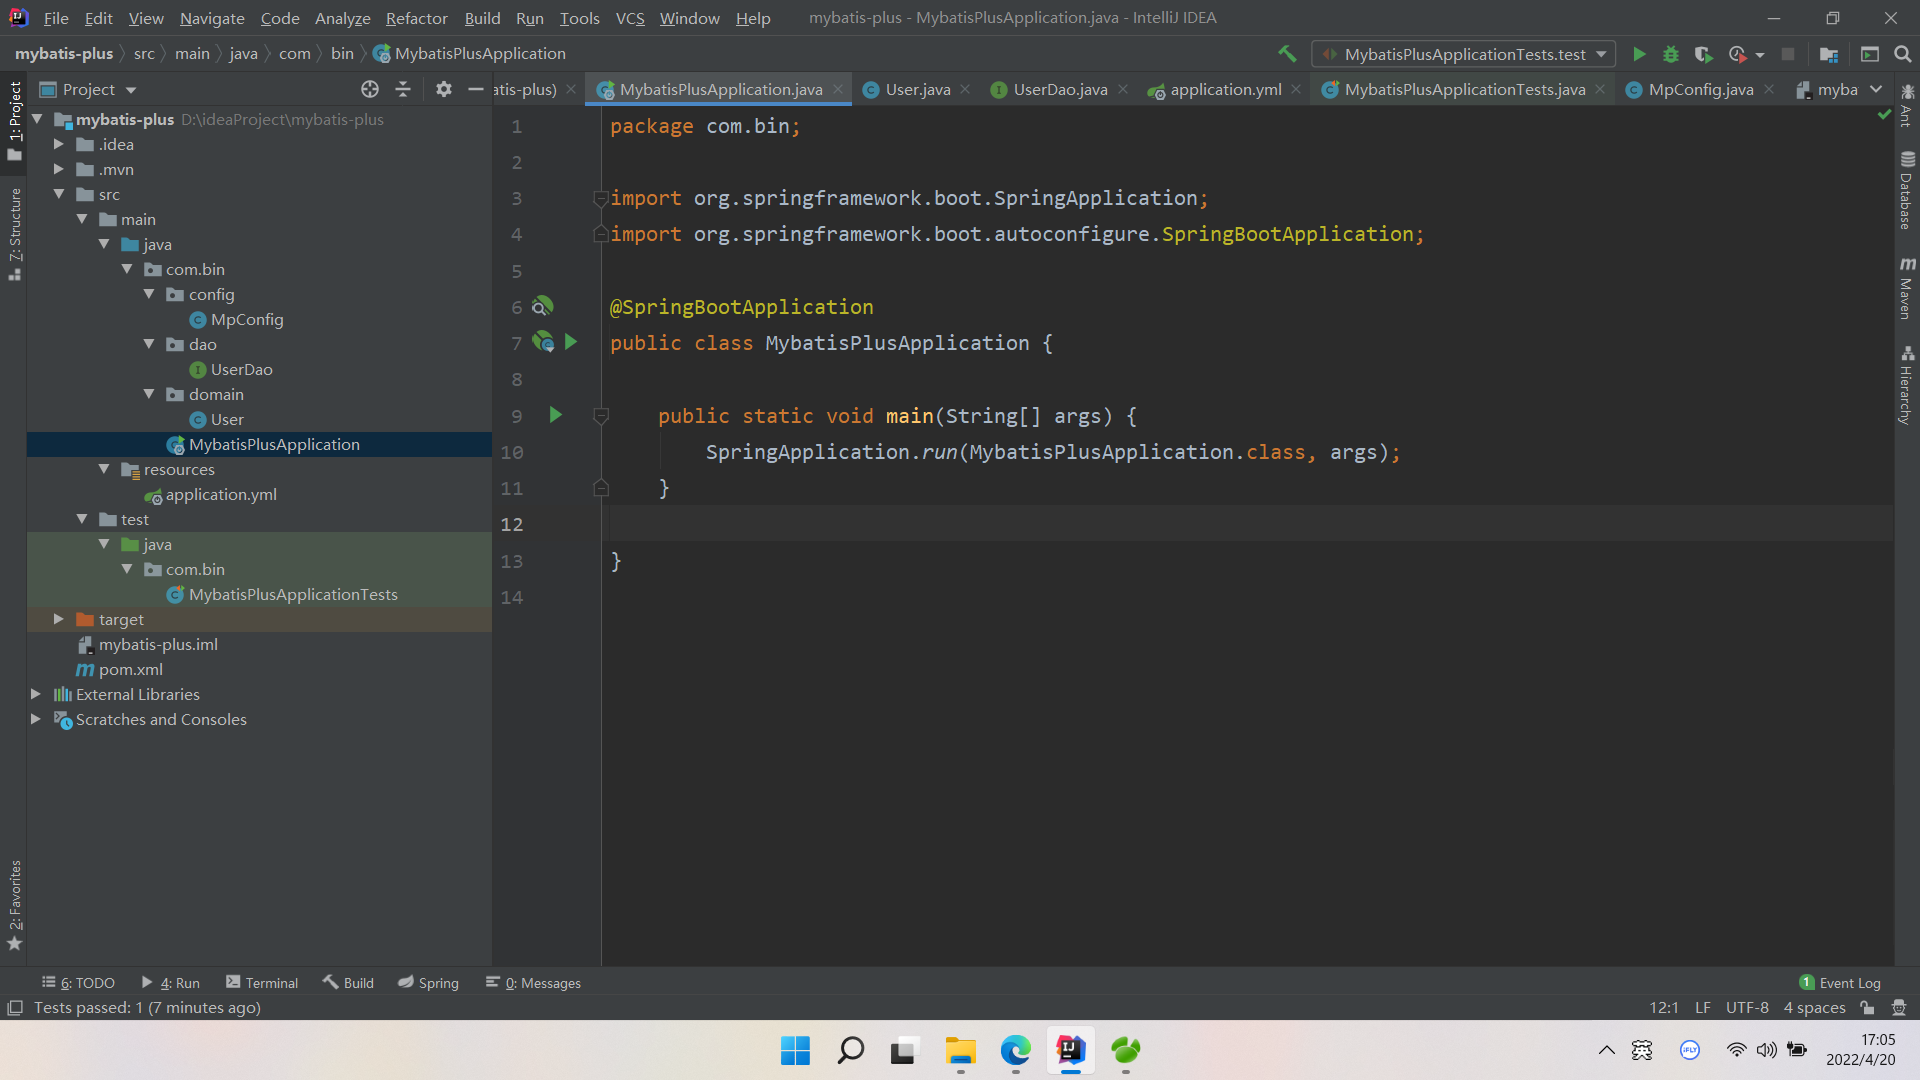 File Edit View Navigate Code Analyze Refactor Build Run Tools VCS Window Help mybatis-plus - MybatisPlusApplication.java - IntelliJ IDEA
mybatis-plus src main java com bin MybatisPlusApplication MybatisPlusApplicationTests.test
Project
atis-plus) MybatisPlusApplication.java User.java UserDao.java application.yml MybatisPlusApplicationTests.java MpConfig.java myba
1: Project
7: Structure
2: Favorites
mybatis-plus D:\ideaProject\mybatis-plus
.idea
.mvn
src
main
java
com.bin
config
MpConfig
dao
UserDao
domain
User
MybatisPlusApplication
resources
application.yml
test
java
com.bin
MybatisPlusApplicationTests
target
mybatis-plus.iml
pom.xml
External Libraries
Scratches and Consoles
1 package com.bin;
2
3 import org.springframework.boot.SpringApplication;
4 import org.springframework.boot.autoconfigure.SpringBootApplication;
5
6 @SpringBootApplication
7 public class MybatisPlusApplication {
8
9 public static void main(String[] args) {
10 SpringApplication.run(MybatisPlusApplication.class, args);
11 }
12
13 }
14
Ant
Database
Maven
Hierarchy
6: TODO 4: Run Terminal Build Spring 0: Messages 1 Event Log
Tests passed: 1 (7 minutes ago) 12:1 LF UTF-8 4 spaces
英 iFLY 17:05
2022/4/20